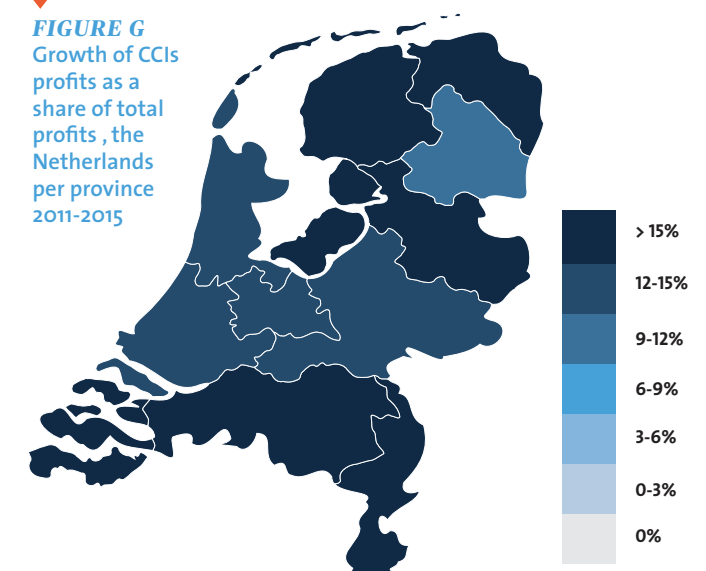 FIGURE G
Growth of CCIs
profits as a
share of total
profits , the
Netherlands
per province
2011-2015
> 15%
12-15%
9-12%
6-9%
3-6%
0-3%
0%